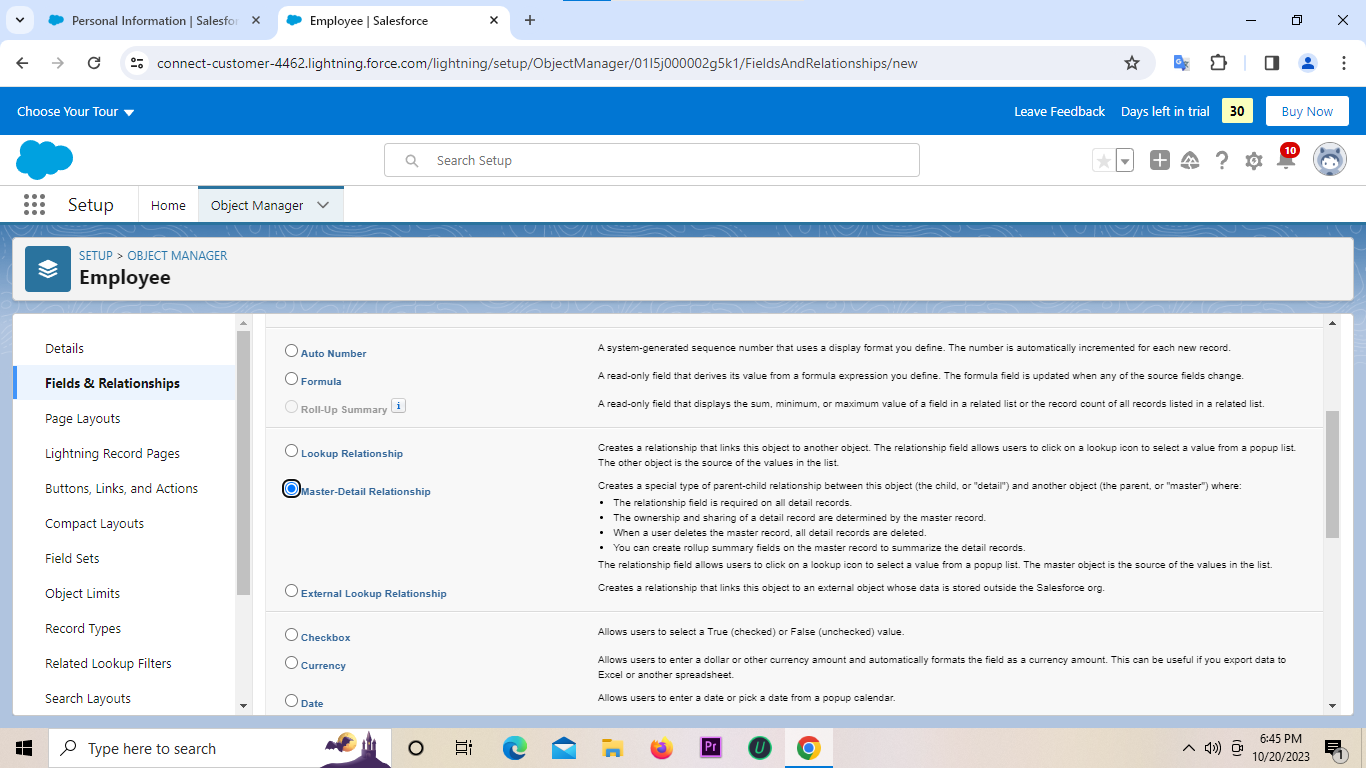 Personal Information | Salesfor
Employee | Salesforce
connect-customer-4462.lightning.force.com/lightning/setup/ObjectManager/01I5j000002g5k1/FieldsAndRelationships/new
Choose Your Tour
Leave Feedback
Days left in trial
30
Buy Now
Search Setup
10
Setup
Home
Object Manager
SETUP > OBJECT MANAGER
Employee
Details
Fields & Relationships
Page Layouts
Lightning Record Pages
Buttons, Links, and Actions
Compact Layouts
Field Sets
Object Limits
Record Types
Related Lookup Filters
Search Layouts
Auto Number
A system-generated sequence number that uses a display format you define. The number is automatically incremented for each new record.
Formula
A read-only field that derives its value from a formula expression you define. The formula field is updated when any of the source fields change.
Roll-Up Summary i
A read-only field that displays the sum, minimum, or maximum value of a field in a related list or the record count of all records listed in a related list.
Lookup Relationship
Creates a relationship that links this object to another object. The relationship field allows users to click on a lookup icon to select a value from a popup list.
The other object is the source of the values in the list.
Master-Detail Relationship
Creates a special type of parent-child relationship between this object (the child, or "detail") and another object (the parent, or "master") where:
• The relationship field is required on all detail records.
• The ownership and sharing of a detail record are determined by the master record.
• When a user deletes the master record, all detail records are deleted.
• You can create rollup summary fields on the master record to summarize the detail records.
The relationship field allows users to click on a lookup icon to select a value from a popup list. The master object is the source of the values in the list.
External Lookup Relationship
Creates a relationship that links this object to an external object whose data is stored outside the Salesforce org.
Checkbox
Allows users to select a True (checked) or False (unchecked) value.
Currency
Allows users to enter a dollar or other currency amount and automatically formats the field as a currency amount. This can be useful if you export data to
Excel or another spreadsheet.
Date
Allows users to enter a date or pick a date from a popup calendar.
Type here to search
Pr
U
6:45 PM
10/20/2023
1